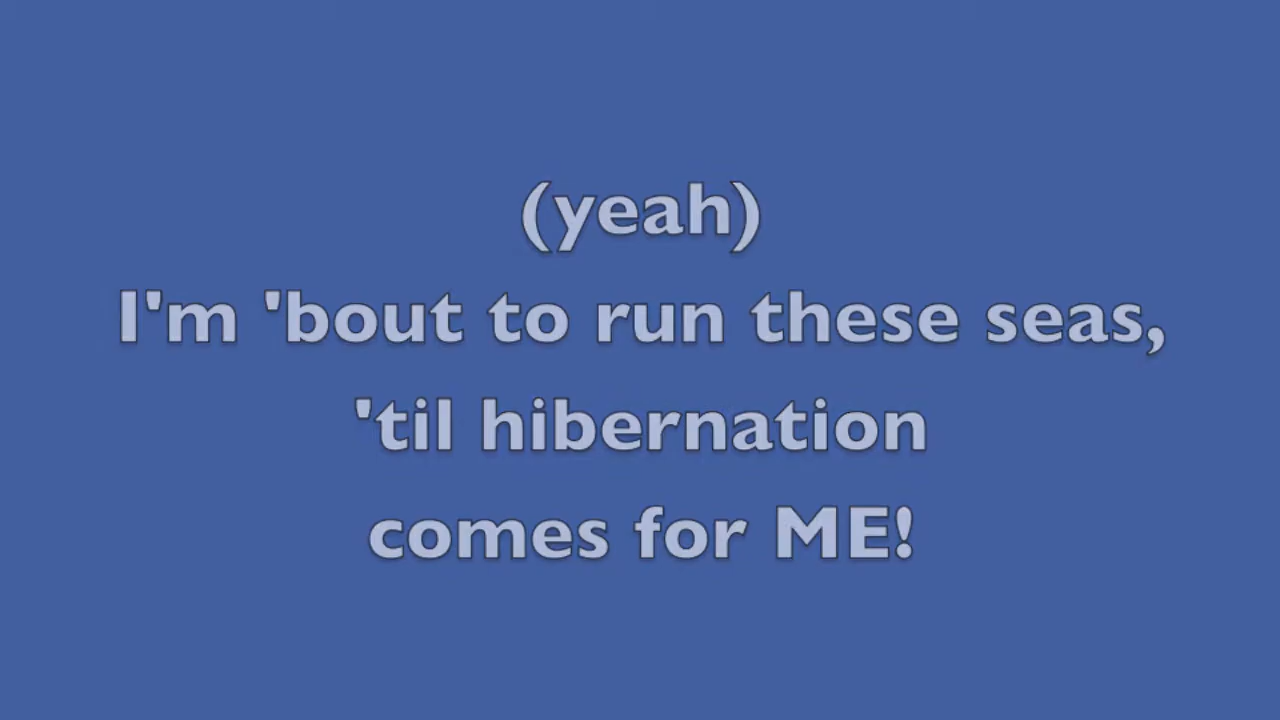 (yeah)
I'm 'bout to run these seas,
'til hibernation
comes for ME!